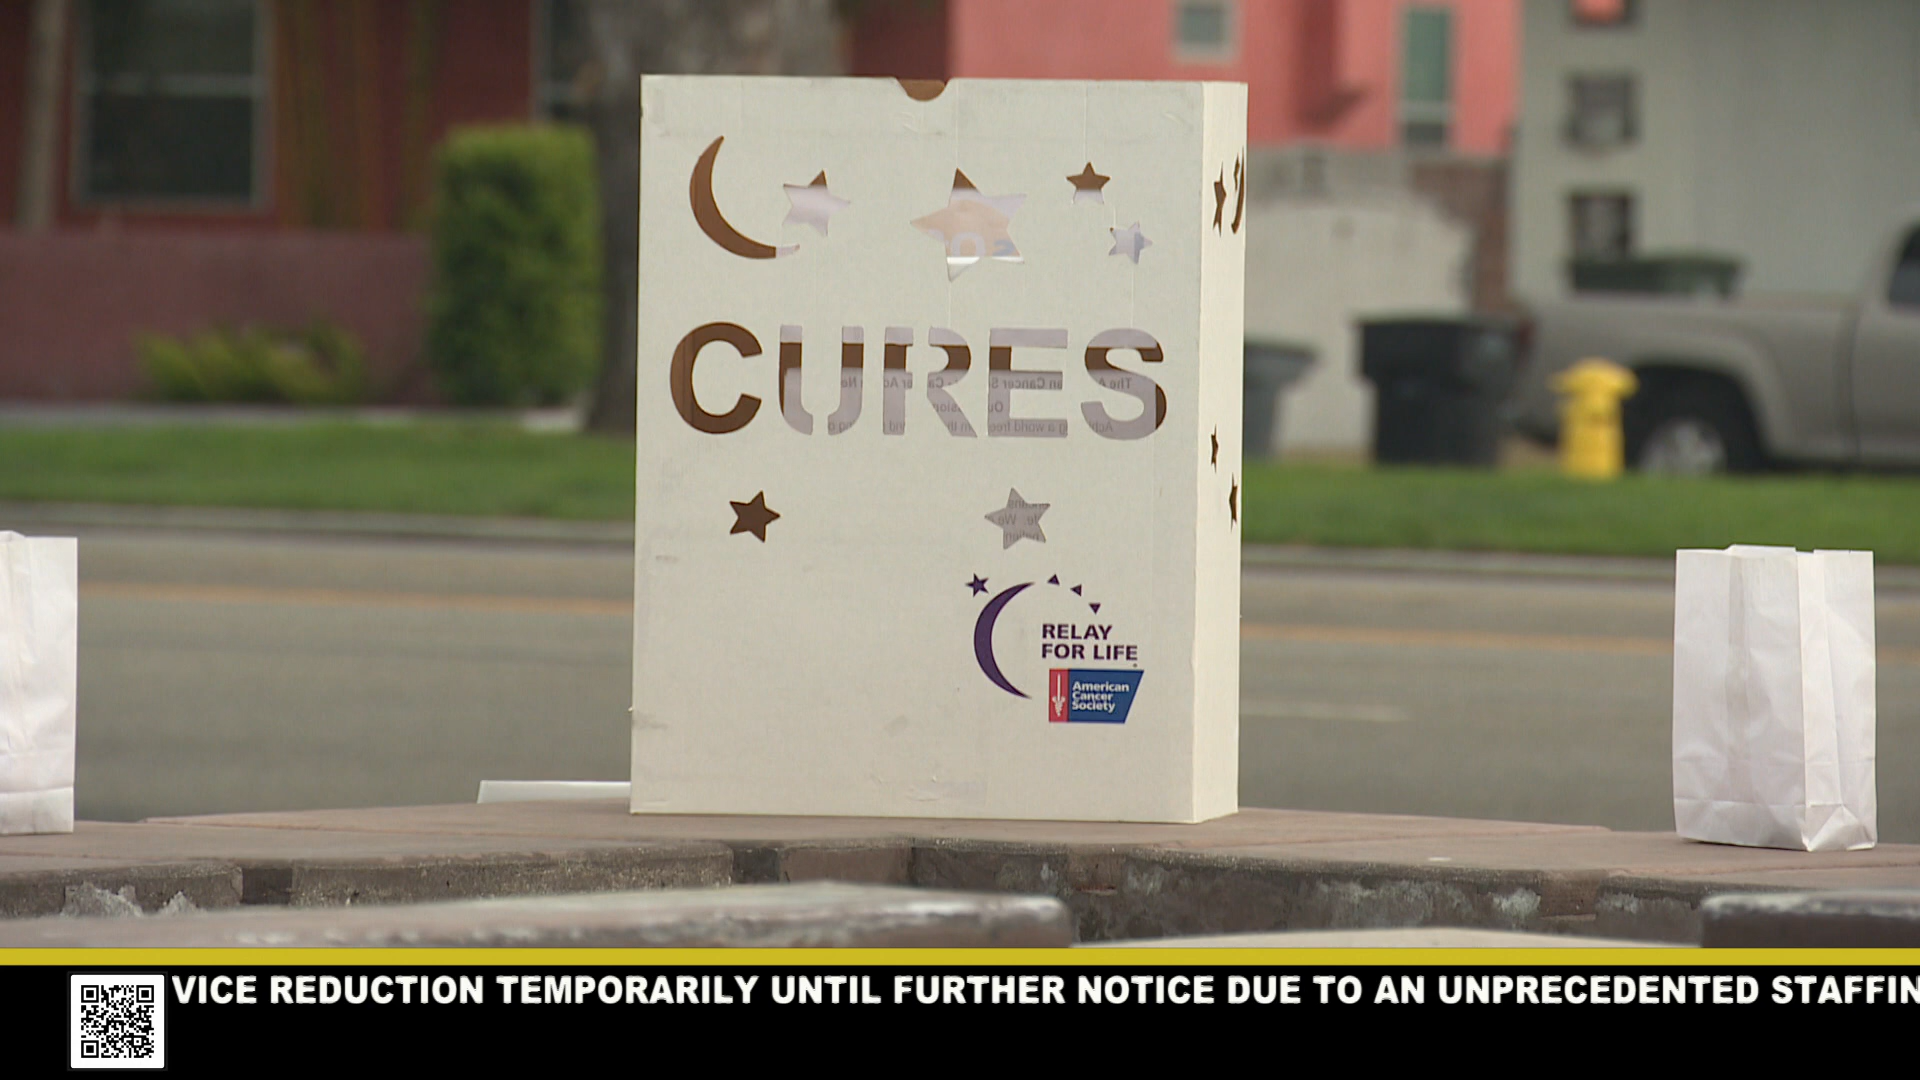 CURES
RELAY
FOR LIFE
American
Cancer
Society
VICE REDUCTION TEMPORARILY UNTIL FURTHER NOTICE DUE TO AN UNPRECEDENTED STAFFIN